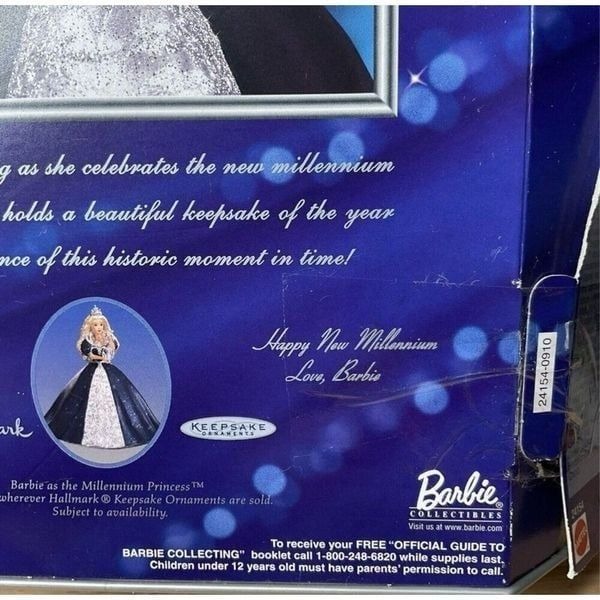 g as she celebrates the new millennium
holds a beautiful keepsake of the year
nce of this historic moment in time!
Happy New Millennium
Love, Barbie
ark
KEEPSAKE
ORNAMENTS
Barbie as the Millennium Princess™
wherever Hallmark ® Keepsake Ornaments are sold.
Subject to availability.
24154-0910
Barbie
COLLECTIBLES
Visit us at www.barbie.com
To receive your FREE "OFFICIAL GUIDE TO
BARBIE COLLECTING" booklet call 1-800-248-6820 while supplies last.
Children under 12 years old must have parents' permission to call.
24154
MATTEL